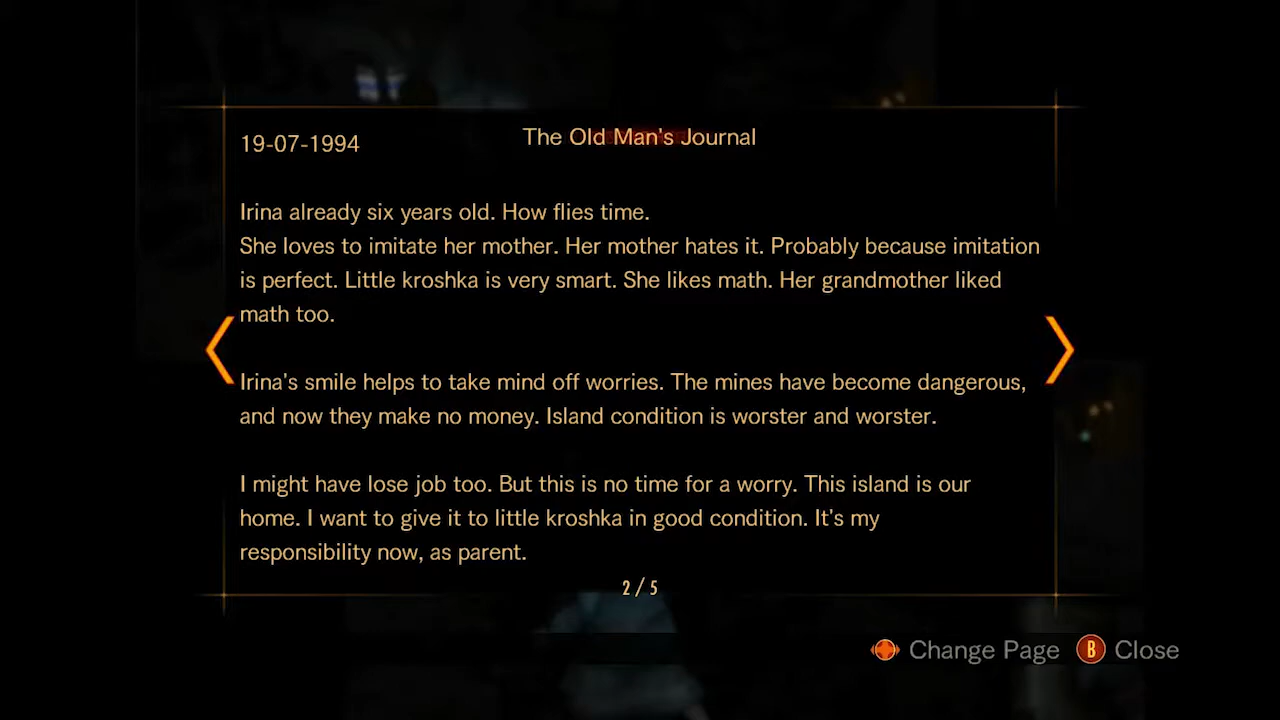 The Old Man's Journal
19-07-1994
Irina already six years old. How flies time.
She loves to imitate her mother. Her mother hates it. Probably because imitation
is perfect. Little kroshka is very smart. She likes math. Her grandmother liked
math too.
Irina's smile helps to take mind off worries. The mines have become dangerous,
and now they make no money. Island condition is worster and worster.
I might have lose job too. But this is no time for a worry. This island is our
home. I want to give it to little kroshka in good condition. It's my
responsibility now, as parent.
2 / 5
Change Page B Close